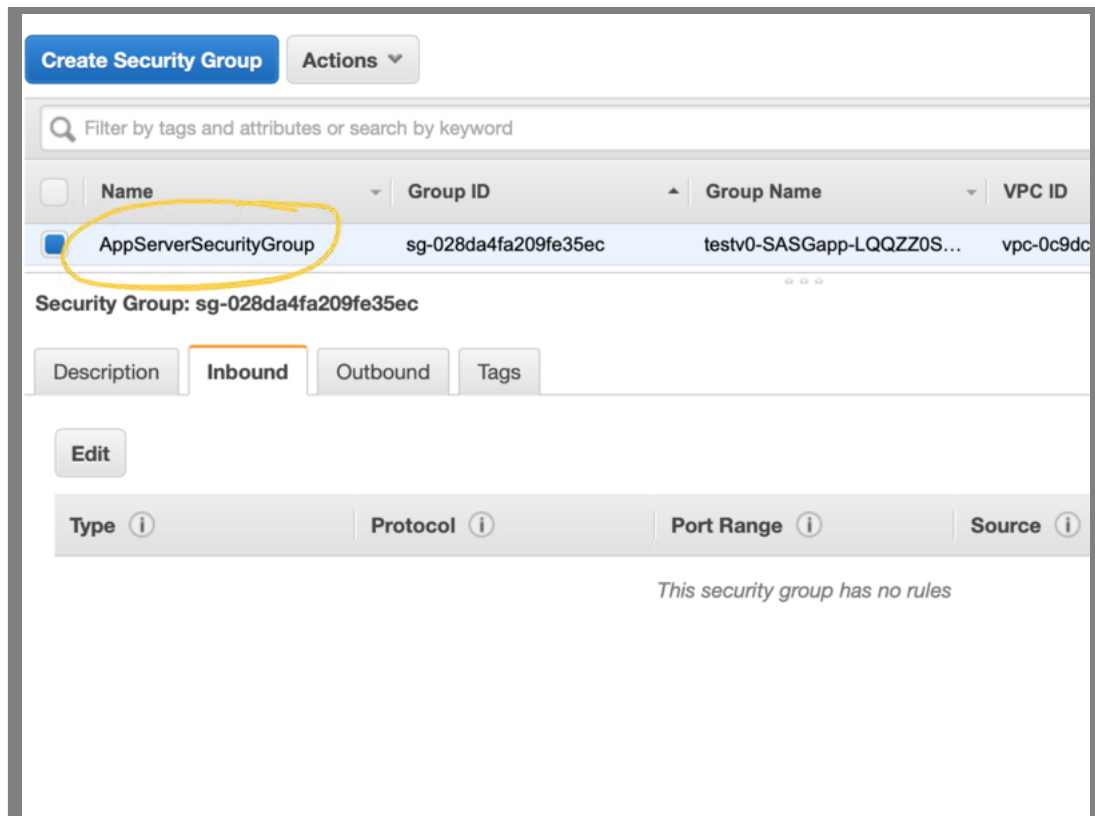 Create Security Group Actions
Filter by tags and attributes or search by keyword
Name Group ID Group Name VPC ID
AppServerSecurityGroup sg-028da4fa209fe35ec testv0-SASGapp-LQQZZ0S... vpc-0c9dc
Security Group: sg-028da4fa209fe35ec
Description Inbound Outbound Tags
Edit
Type i Protocol i Port Range i Source i
This security group has no rules